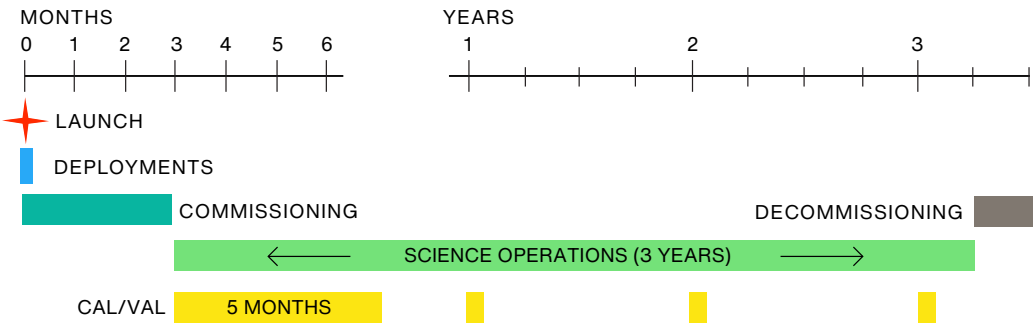 MONTHS YEARS
0 1 2 3 4 5 6 1 2 3
LAUNCH
DEPLOYMENTS
COMMISSIONING DECOMMISSIONING
SCIENCE OPERATIONS (3 YEARS)
CAL/VAL 5 MONTHS